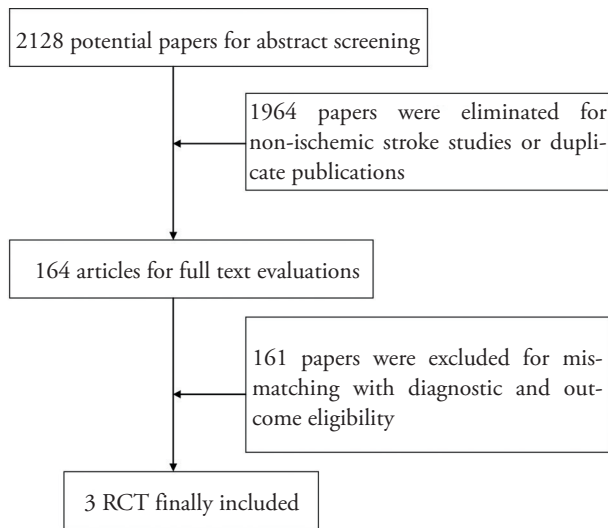 2128 potential papers for abstract screening
1964 papers were eliminated for
non-ischemic stroke studies or dupli-
cate publications
164 articles for full text evaluations
161 papers were excluded for mis-
matching with diagnostic and out-
come eligibility
3 RCT finally included